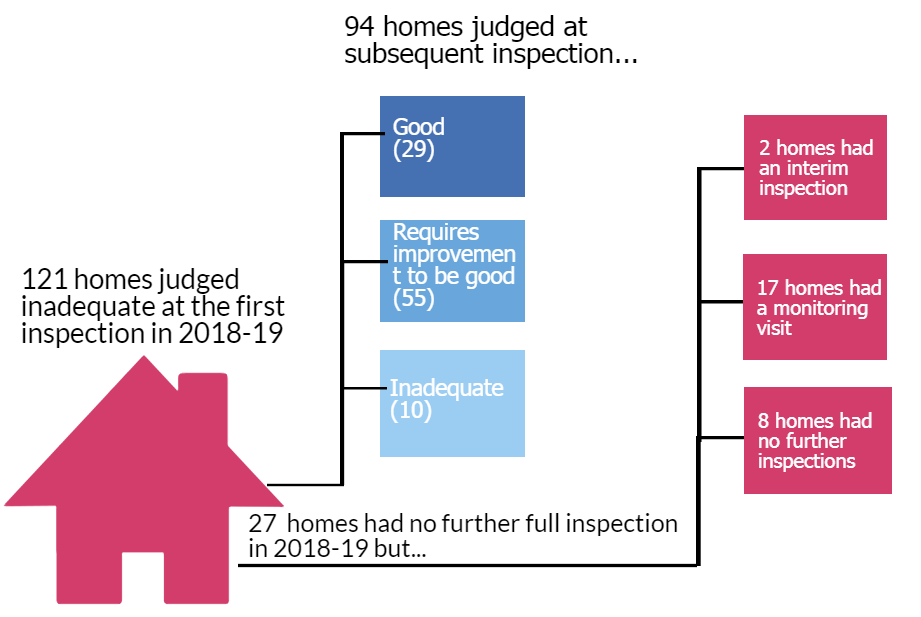 94 homes judged at
subsequent inspection...
Good
(29)
Requires
improvemen
t to be good
(55)
Inadequate
(10)
121 homes judged
inadequate at the first
inspection in 2018-19
27 homes had no further full inspection
in 2018-19 but...
2 homes had
an interim
inspection
17 homes had
a monitoring
visit
8 homes had
no further
inspections